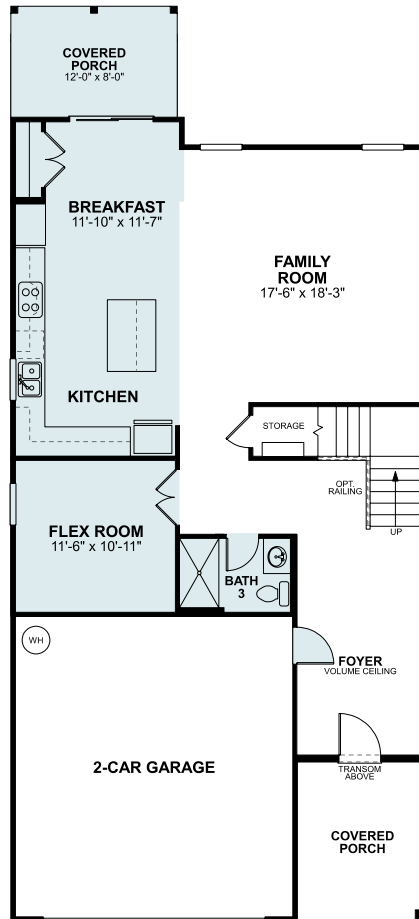 COVERED
PORCH
12'-0" x 8'-0"
BREAKFAST
11'-10" x 11'-7"
FAMILY
ROOM
17'-6" x 18'-3"
KITCHEN
STORAGE
OPT.
RAILING
UP
FLEX ROOM
11'-6" x 10'-11"
BATH
3
WH
FOYER
VOLUME CEILING
2-CAR GARAGE
TRANSOM
ABOVE
COVERED
PORCH